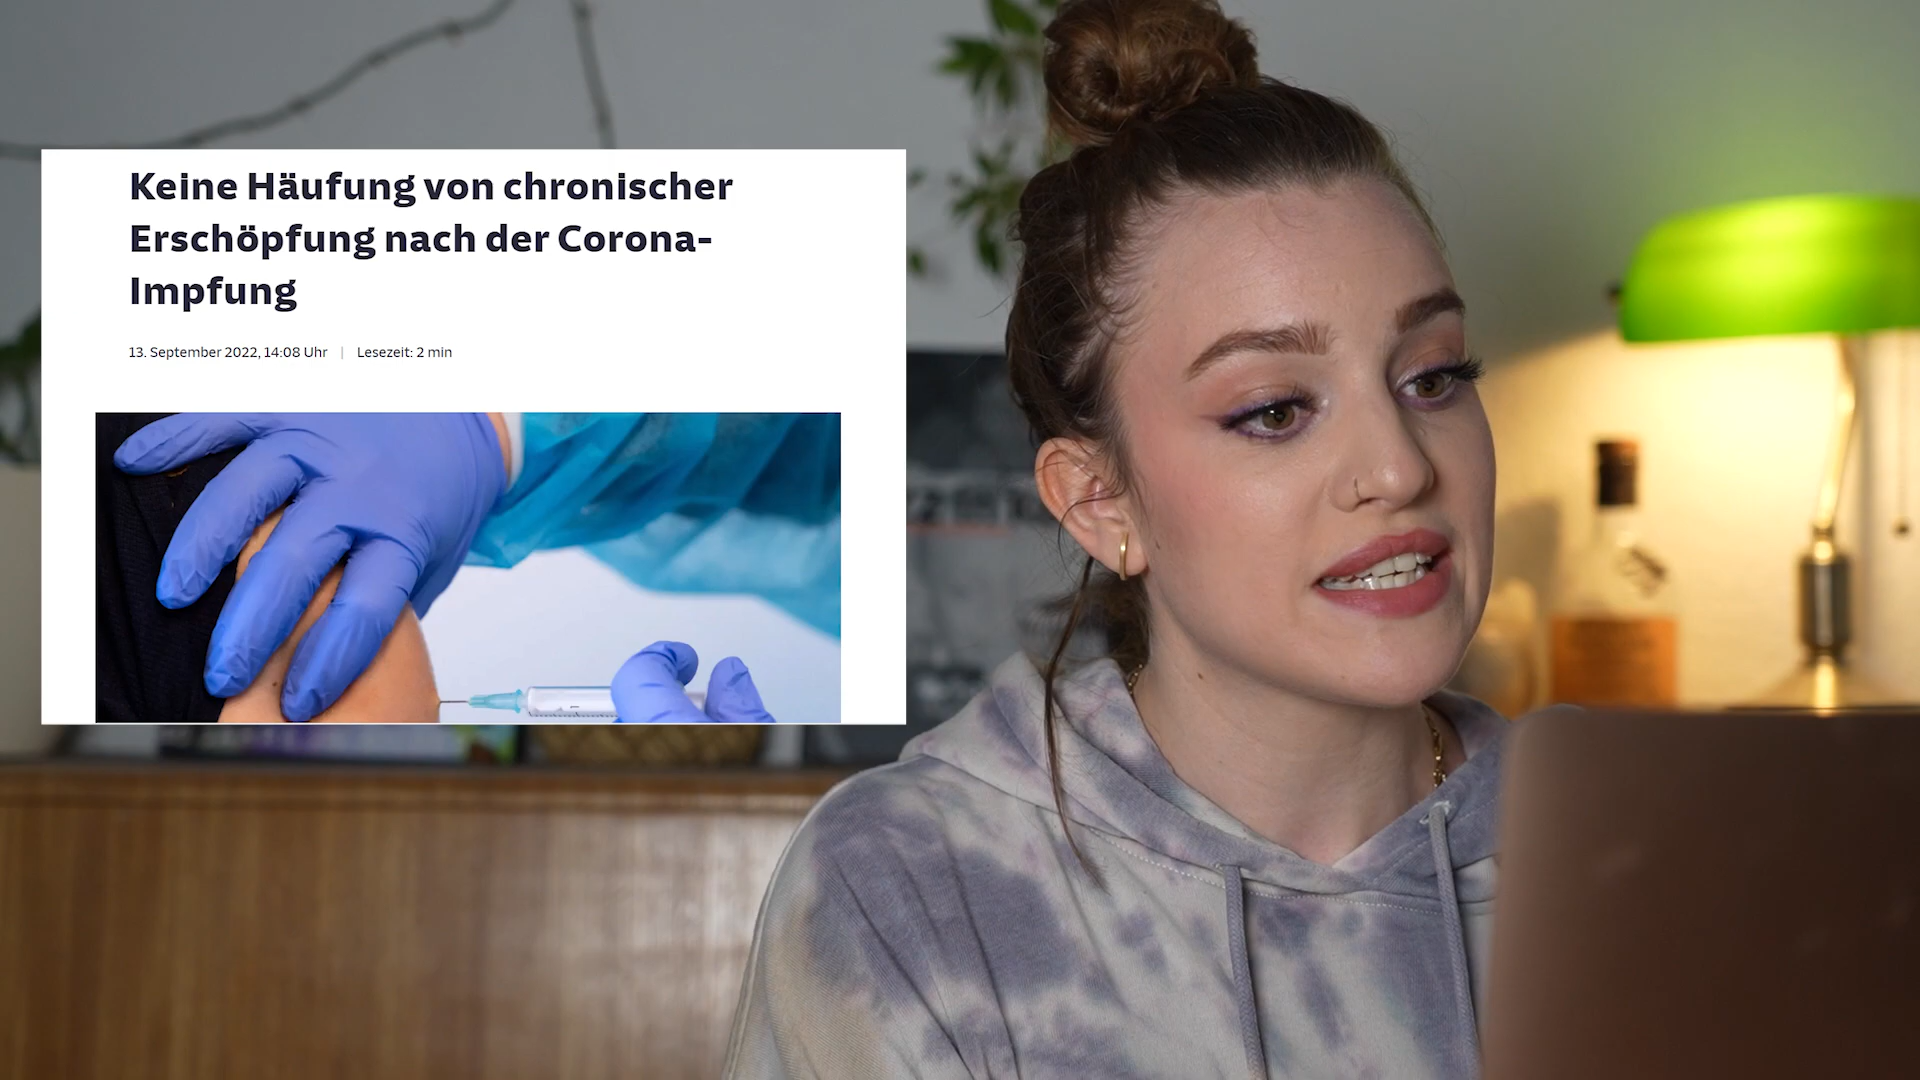 Keine Häufung von chronischer
Erschöpfung nach der Corona-
Impfung
13. September 2022, 14:08 Uhr | Lesezeit: 2 min